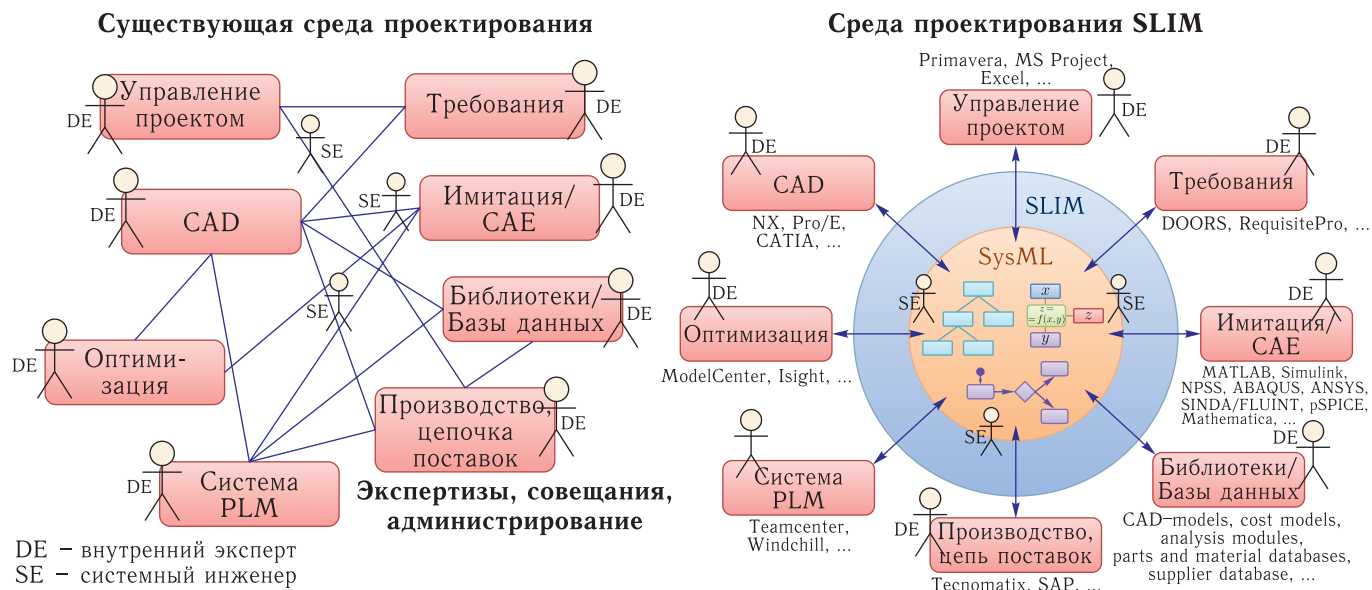 Существующая среда проектирования
DE
Управление
проектом
Требования
DE
SE
DE
CAD
SE
Имитация/
CAE
DE
SE
Библиотеки/
Базы данных
DE
DE
Оптими-
зация
Производство,
цепочка
поставок
DE
DE
Система
PLM
Экспертизы, совещания,
администрирование
DE – внутренний эксперт
SE – системный инженер
Среда проектирования SLIM
Primavera, MS Project,
Excel, ...
Управление
проектом
DE
DE
CAD
NX, Pro/E,
CATIA, ...
DE
Требования
DOORS, RequisitePro, ...
SLIM
SysML
SE
SE
x
z=
=f(x,y)
z
y
SE
DE
Оптимизация
ModelCenter, Isight, ...
DE
Имитация/
CAE
MATLAB, Simulink,
NPSS, ABAQUS, ANSYS,
SINDA/FLUINT, pSPICE,
Mathematica, ...
DE
Система
PLM
Teamcenter,
Windchill, ...
DE
Библиотеки/
Базы данных
CAD–models, cost models,
analysis modules,
parts and material databases,
supplier database, ...
DE
Производство,
цепь поставок
Tecnomatix, SAP, ...